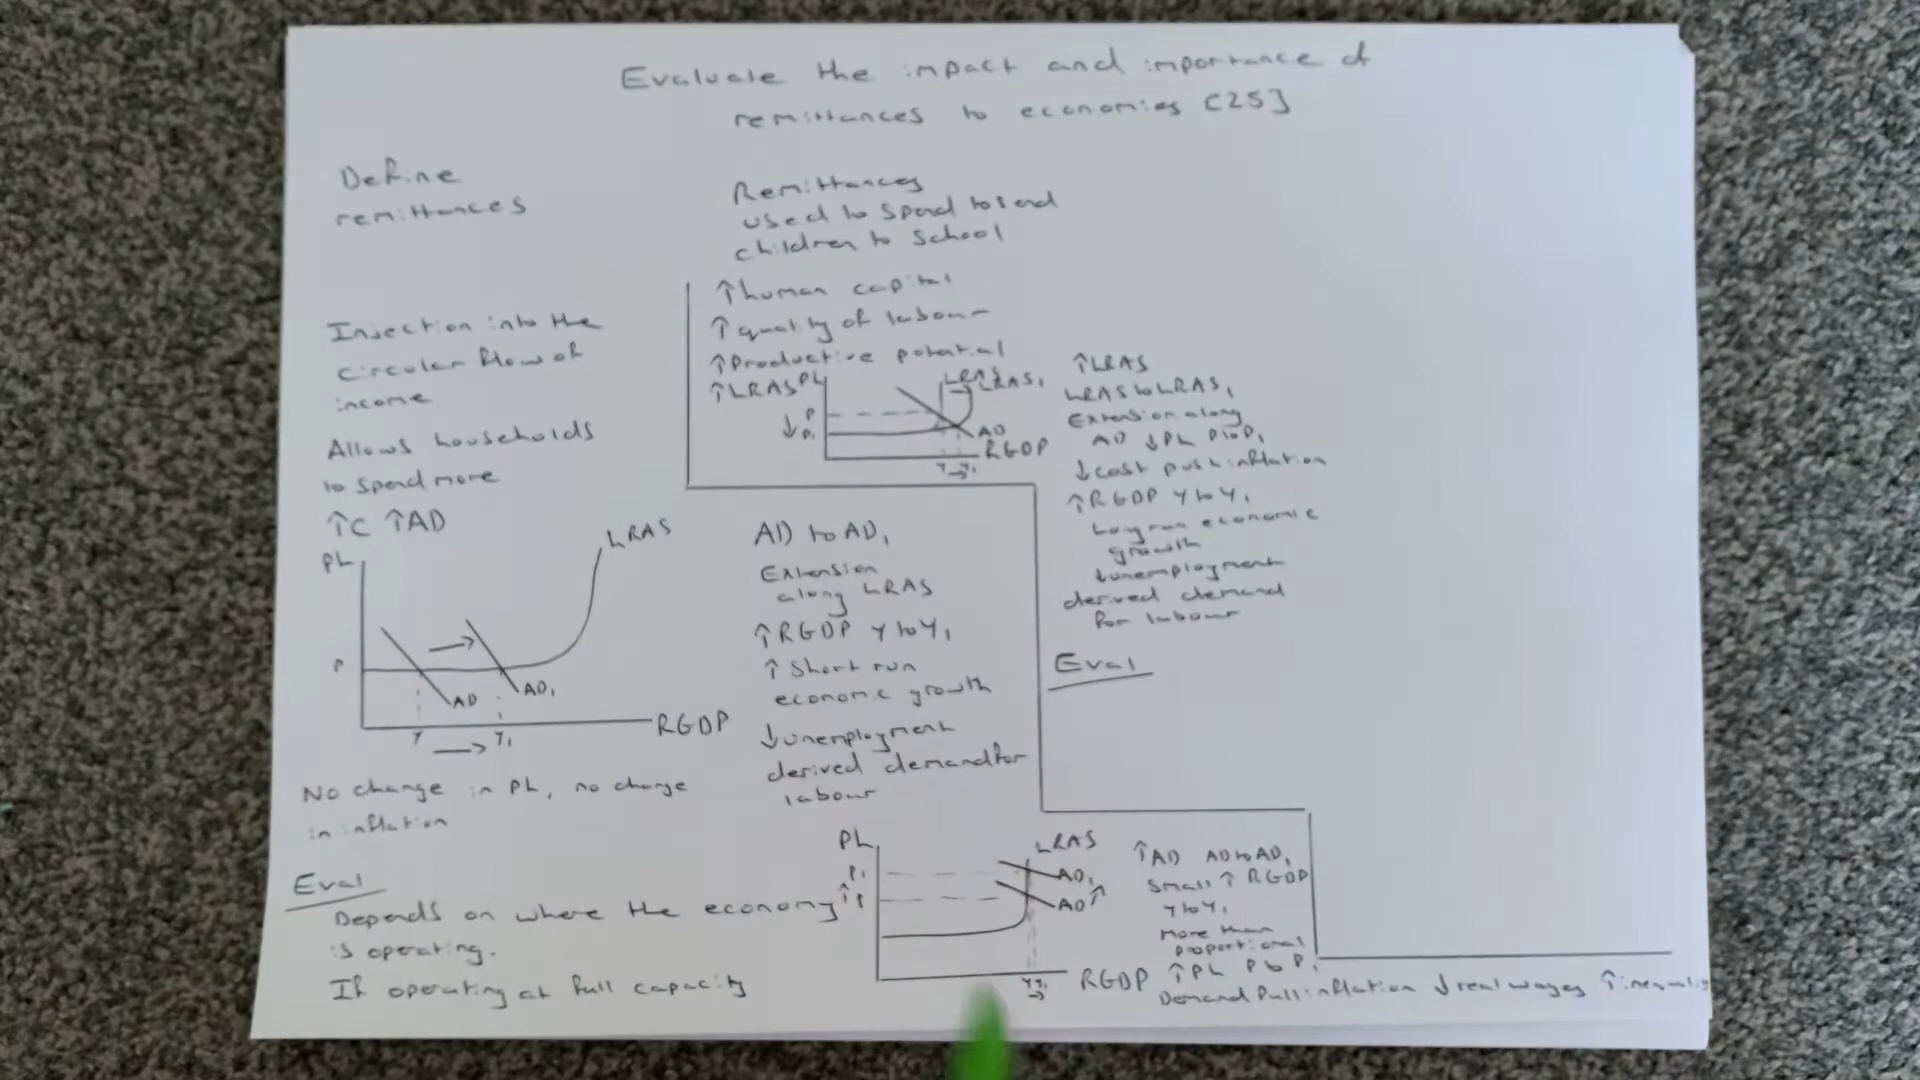 Evaluate the impact and importance of
remittances to economies [25]
Define
remittances
Injection into the
circular flow of
income
Allows households
to spend more
↑C ↑AD
PL
LRAS
P
AD
AD₁
Y
Y₁
RGDP
No change in PL, no change
in inflation
AD to AD₁
Extension
along LRAS
↑RGDP Y to Y₁
↑ Short run
economic growth
↓unemployment
derived demand for
labour
Eval
Depends on where the economy
is operating.
If operating at full capacity
PL
LRAS
P₁
↑P
AD₁
AD↑
Y Y₁
RGDP
↑AD AD to AD₁
Small ↑ RGDP
Y to Y₁
More than
proportional
↑PL P to P₁
Demand Pull inflation ↓real wages ↑inequality
Remittances
used to spend to send
children to school
↑human capital
↑quality of labour
↑Productive potential
↑LRAS
PL
LRAS
LRAS₁
P
↓P₁
AD
RGDP
Y Y₁
↑LRAS
LRAS to LRAS₁
Extension along
AD ↓PL P to P₁
↓cost push inflation
↑RGDP Y to Y₁
Long run economic
growth
↓unemployment
derived demand
for labour
Eval